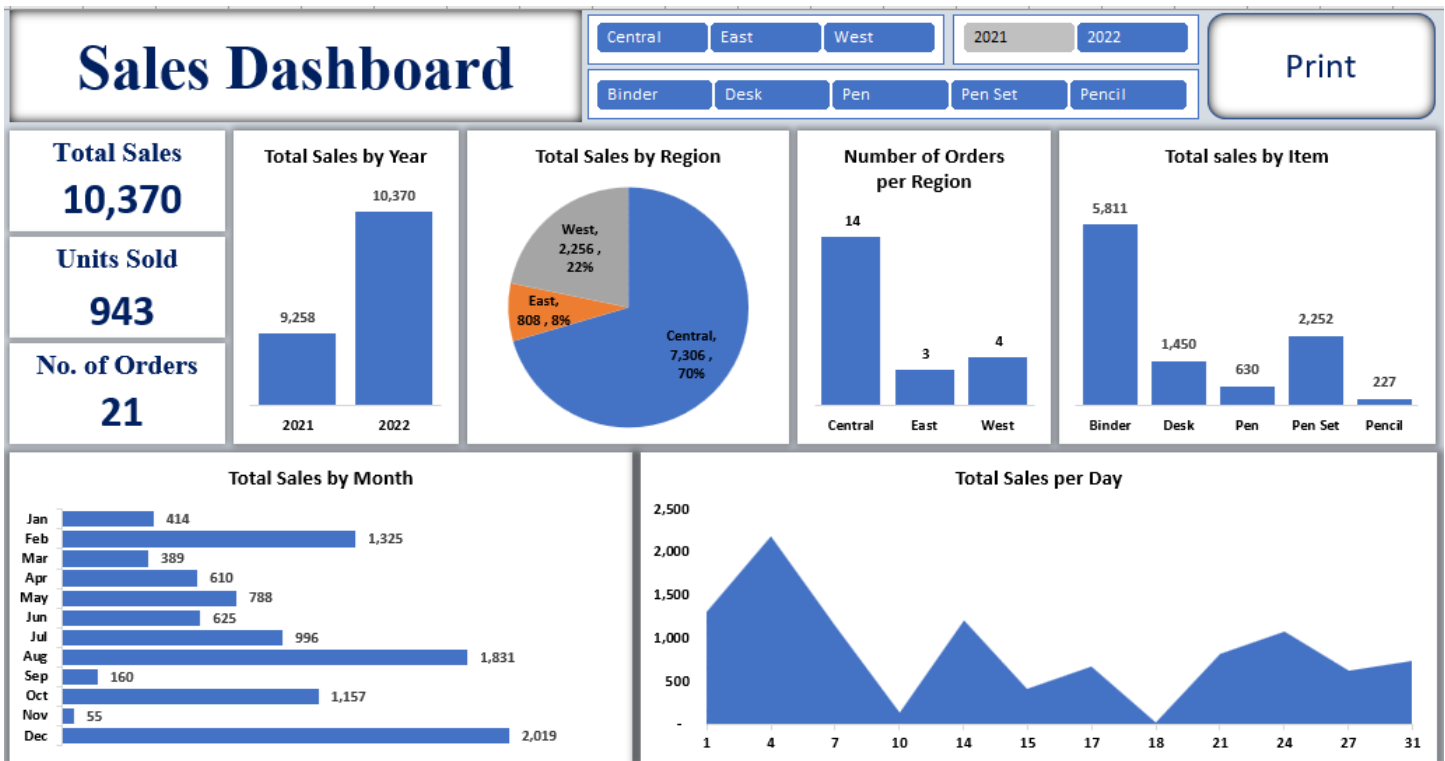 Sales Dashboard
Central East West
2021 2022
Binder Desk Pen Pen Set Pencil
Print
Total Sales
10,370
Units Sold
943
No. of Orders
21
Total Sales by Year
10,370
9,258
2021 2022
Total Sales by Region
West,
2,256 ,
22%
East,
808 , 8%
Central,
7,306 ,
70%
Number of Orders
per Region
14
3
4
Central East West
Total sales by Item
5,811
1,450
630
2,252
227
Binder Desk Pen Pen Set Pencil
Total Sales by Month
Jan 414
Feb 1,325
Mar 389
Apr 610
May 788
Jun 625
Jul 996
Aug 1,831
Sep 160
Oct 1,157
Nov 55
Dec 2,019
Total Sales per Day
2,500
2,000
1,500
1,000
500
-
1 4 7 10 14 15 17 18 21 24 27 31